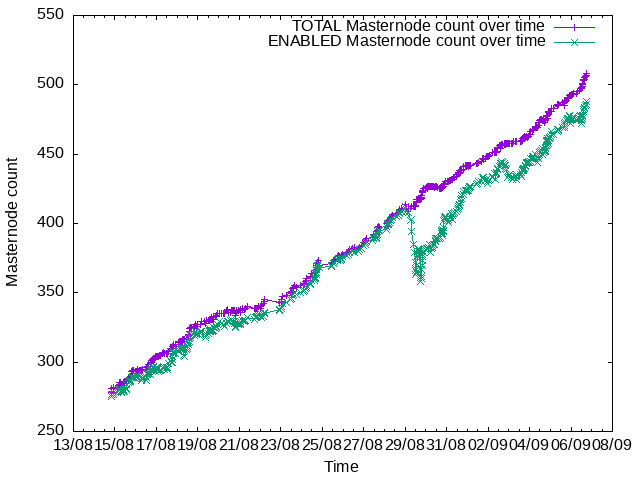 550
500
450
400
350
300
250
Masternode count
TOTAL Masternode count over time
ENABLED Masternode count over time
13/08 15/08 17/08 19/08 21/08 23/08 25/08 27/08 29/08 31/08 02/09 04/09 06/09 08/09
Time